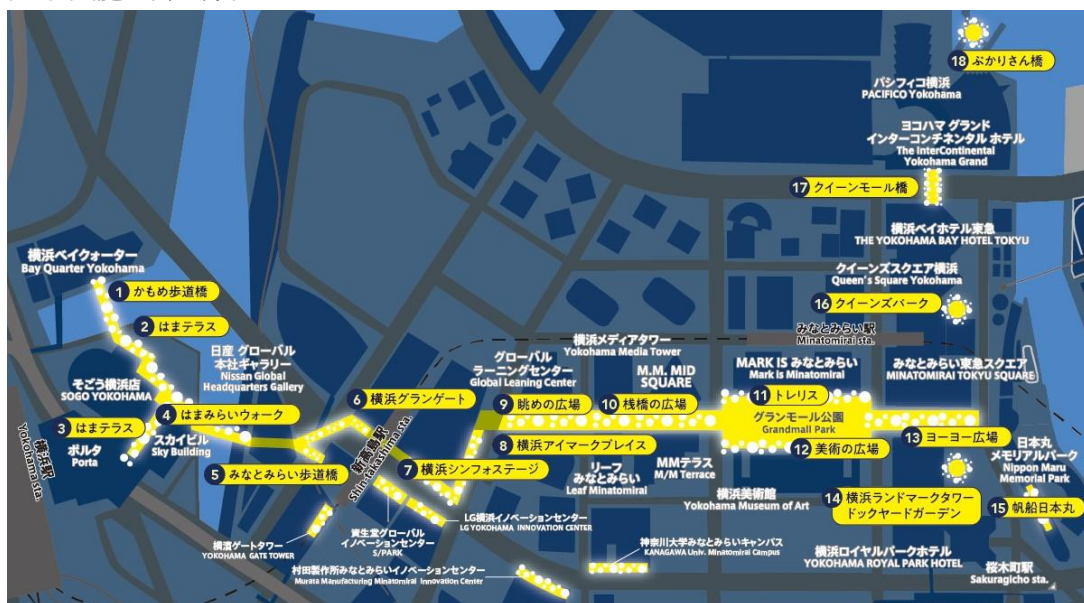 18 ぷかりさん橋
パシフィコ横浜
PACIFICO Yokohama
ヨコハマ グランド
インターコンチネンタル ホテル
The InterContinental
Yokohama Grand
17 クイーンモール橋
横浜ベイホテル東急
THE YOKOHAMA BAY HOTEL TOKYU
横浜ベイクォーター
Bay Quarter Yokohama
クイーンズスクエア横浜
Queen's Square Yokohama
1 かもめ歩道橋
16 クイーンズパーク
2 はまテラス
みなとみらい駅
Minatomirai sta.
日産 グローバル
本社ギャラリー
Nissan Global
Headquarters Gallery
横浜メディアタワー
Yokohama Media Tower
グローバル
ラーニングセンター
Global Leaning Center
M.M. MID
SQUARE
MARK IS みなとみらい
Mark is Minatomirai
みなとみらい東急スクエア
MINATOMIRAI TOKYU SQUARE
そごう横浜店
SOGO YOKOHAMA
6 横浜グランゲート
9 眺めの広場
10 桟橋の広場
11 トレリス
グランモール公園
Grandmall Park
4 はまみらいウォーク
3 はまテラス
スカイビル
Sky Building
ポルタ
Porta
横浜駅
Yokohama sta.
新高島駅
Shin-takashima sta.
8 横浜アイマークプレイス
12 美術の広場
13 ヨーヨー広場
5 みなとみらい歩道橋
7 横浜シンフォステージ
リーフ
みなとみらい
Leaf Minatomirai
MMテラス
M/M Terrace
日本丸
メモリアルパーク
Nippon Maru
Memorial Park
横浜美術館
Yokohama Museum of Art
14 横浜ランドマークタワー
ドックヤードガーデン
15 帆船日本丸
LG横浜イノベーションセンター
LG YOKOHAMA INNOVATION CENTER
資生堂グローバル
イノベーションセンター
S/PARK
横濱ゲートタワー
YOKOHAMA GATE TOWER
神奈川大学みなとみらいキャンパス
KANAGAWA Univ. Minatomirai Campus
村田製作所みなとみらいイノベーションセンター
Murata Manufacturing Minatomirai Innovation Center
横浜ロイヤルパークホテル
YOKOHAMA ROYAL PARK HOTEL
桜木町駅
Sakuragicho sta.